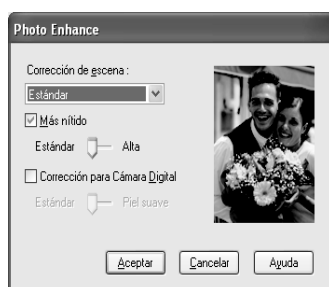 Photo Enhance
Corrección de escena :
Estándar
Más nítido
Estándar Alta
Corrección para Cámara Digital
Estándar Piel suave
Aceptar Cancelar Ayuda